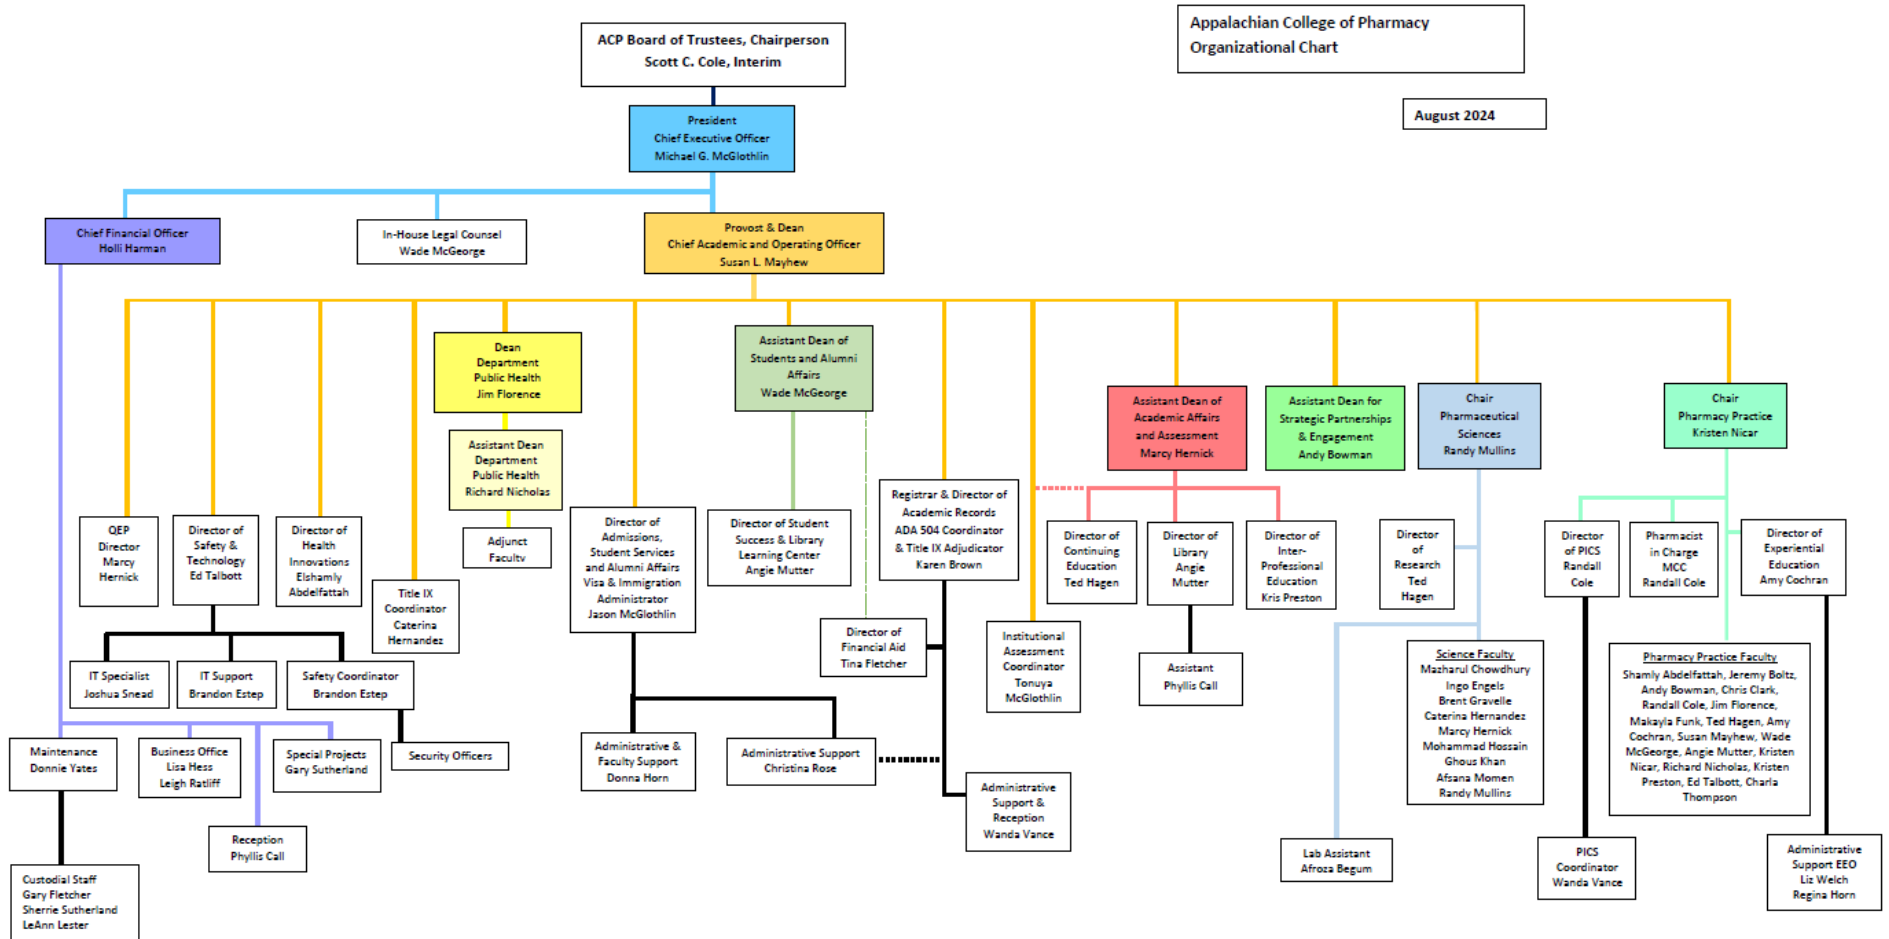 Appalachian College of Pharmacy
Organizational Chart
August 2024
ACP Board of Trustees, Chairperson
Scott C. Cole, Interim
President
Chief Executive Officer
Michael G. McGlothlin
Chief Financial Officer
Holli Harman
In-House Legal Counsel
Wade McGeorge
Provost & Dean
Chief Academic and Operating Officer
Susan L. Mayhew
Dean
Department
Public Health
Jim Florence
Assistant Dean
Department
Public Health
Richard Nicholas
Adjunct
Faculty
Assistant Dean of
Students and Alumni
Affairs
Wade McGeorge
Assistant Dean of
Academic Affairs
and Assessment
Marcy Hernick
Assistant Dean for
Strategic Partnerships
& Engagement
Andy Bowman
Chair
Pharmaceutical
Sciences
Randy Mullins
Chair
Pharmacy Practice
Kristen Nicar
QEP
Director
Marcy
Hernick
Director of
Safety &
Technology
Ed Talbott
Director of
Health
Innovations
Elshamly
Abdelfattah
Title IX
Coordinator
Caterina
Hernandez
Director of
Admissions,
Student Services
and Alumni Affairs
Visa & Immigration
Administrator
Jason McGlothlin
Director of Student
Success & Library
Learning Center
Angie Mutter
Registrar & Director of
Academic Records
ADA 504 Coordinator
& Title IX Adjudicator
Karen Brown
Director of
Financial Aid
Tina Fletcher
Institutional
Assessment
Coordinator
Tonuya
McGlothlin
Director of
Continuing
Education
Ted Hagen
Director of
Library
Angie
Mutter
Director of
Inter-
Professional
Education
Kris Preston
Assistant
Phyllis Call
Director
of
Research
Ted
Hagen
Director
of PICS
Randall
Cole
Pharmacist
in Charge
MCC
Randall Cole
Director of
Experiential
Education
Amy Cochran
IT Specialist
Joshua Snead
IT Support
Brandon Estep
Safety Coordinator
Brandon Estep
Security Officers
Science Faculty
Mazharul Chowdhury
Ingo Engels
Brent Gravelle
Caterina Hernandez
Marcy Hernick
Mohammad Hossain
Ghous Khan
Afsana Momen
Randy Mullins
Pharmacy Practice Faculty
Shamly Abdelfattah, Jeremy Boltz,
Andy Bowman, Chris Clark,
Randall Cole, Jim Florence,
Makayla Funk, Ted Hagen, Amy
Cochran, Susan Mayhew, Wade
McGeorge, Angie Mutter, Kristen
Nicar, Richard Nicholas, Kristen
Preston, Ed Talbott, Charla
Thompson
Maintenance
Donnie Yates
Business Office
Lisa Hess
Leigh Ratliff
Special Projects
Gary Sutherland
Reception
Phyllis Call
Administrative &
Faculty Support
Donna Horn
Administrative Support
Christina Rose
Administrative
Support &
Reception
Wanda Vance
Lab Assistant
Afroza Begum
PICS
Coordinator
Wanda Vance
Administrative
Support EEO
Liz Welch
Regina Horn
Custodial Staff
Gary Fletcher
Sherrie Sutherland
LeAnn Lester